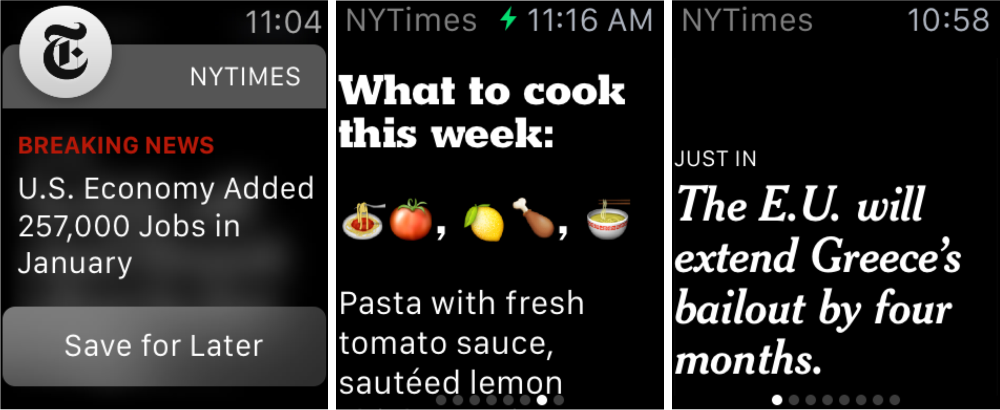 11:04
NYTIMES
BREAKING NEWS
U.S. Economy Added
257,000 Jobs in
January
Save for Later
NYTimes 11:16 AM
What to cook
this week:
, ,
Pasta with fresh
tomato sauce,
sautéed lemon
NYTimes 10:58
JUST IN
The E.U. will
extend Greece’s
bailout by four
months.